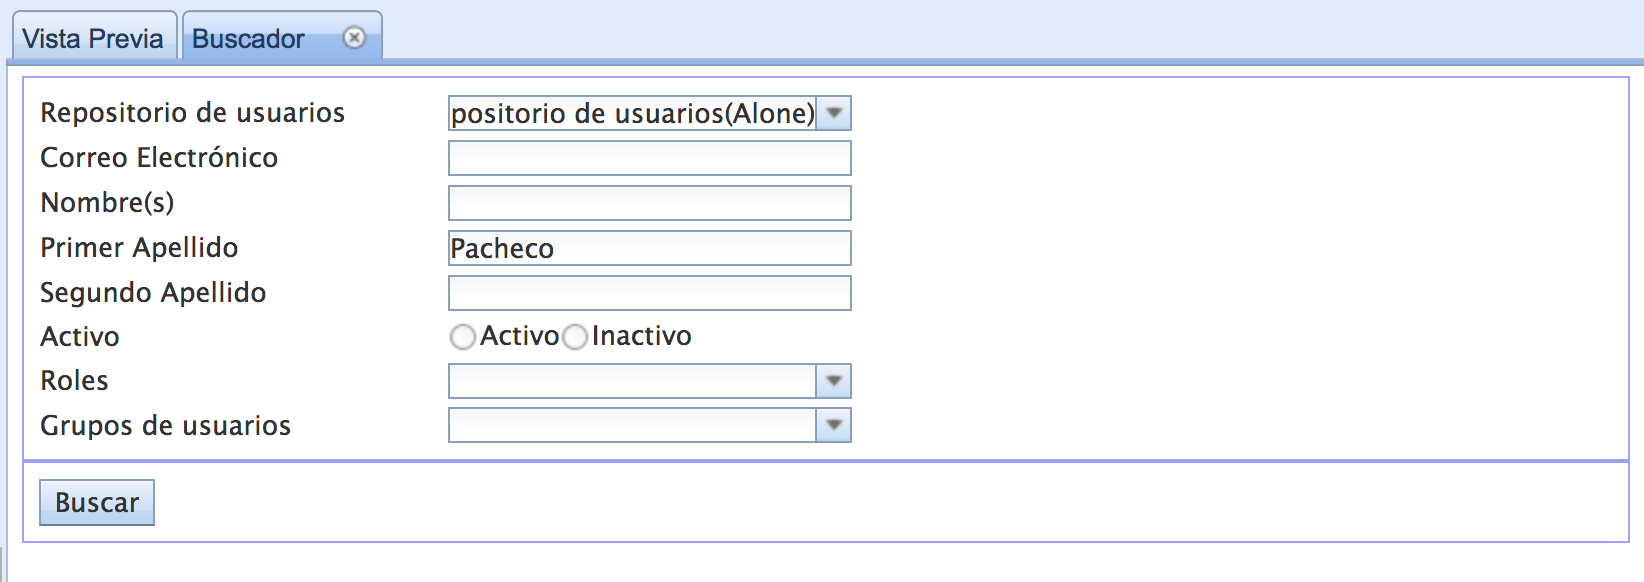 Vista Previa Buscador
Repositorio de usuarios positorio de usuarios(Alone)
Correo Electrónico
Nombre(s)
Primer Apellido Pacheco
Segundo Apellido
Activo Activo Inactivo
Roles
Grupos de usuarios
Buscar